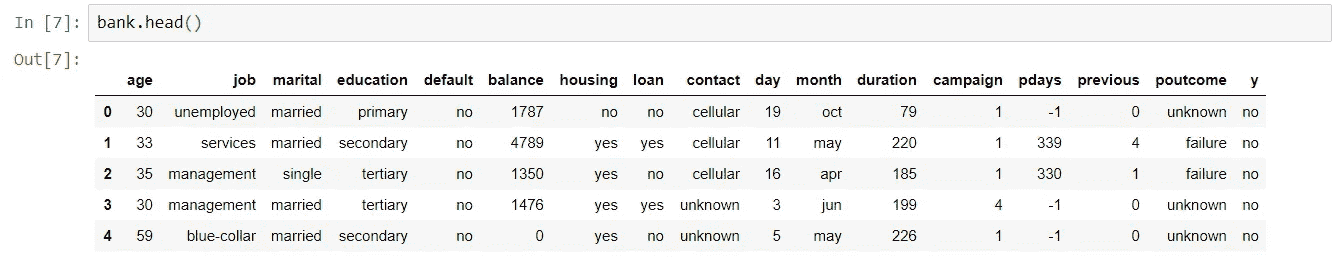 In [7]: bank.head()
Out[7]:
age job marital education default balance housing loan contact day month duration campaign pdays previous poutcome y
0 30 unemployed married primary no 1787 no no cellular 19 oct 79 1 -1 0 unknown no
1 33 services married secondary no 4789 yes yes cellular 11 may 220 1 339 4 failure no
2 35 management single tertiary no 1350 yes no cellular 16 apr 185 1 330 1 failure no
3 30 management married tertiary no 1476 yes yes unknown 3 jun 199 4 -1 0 unknown no
4 59 blue-collar married secondary no 0 yes no unknown 5 may 226 1 -1 0 unknown no